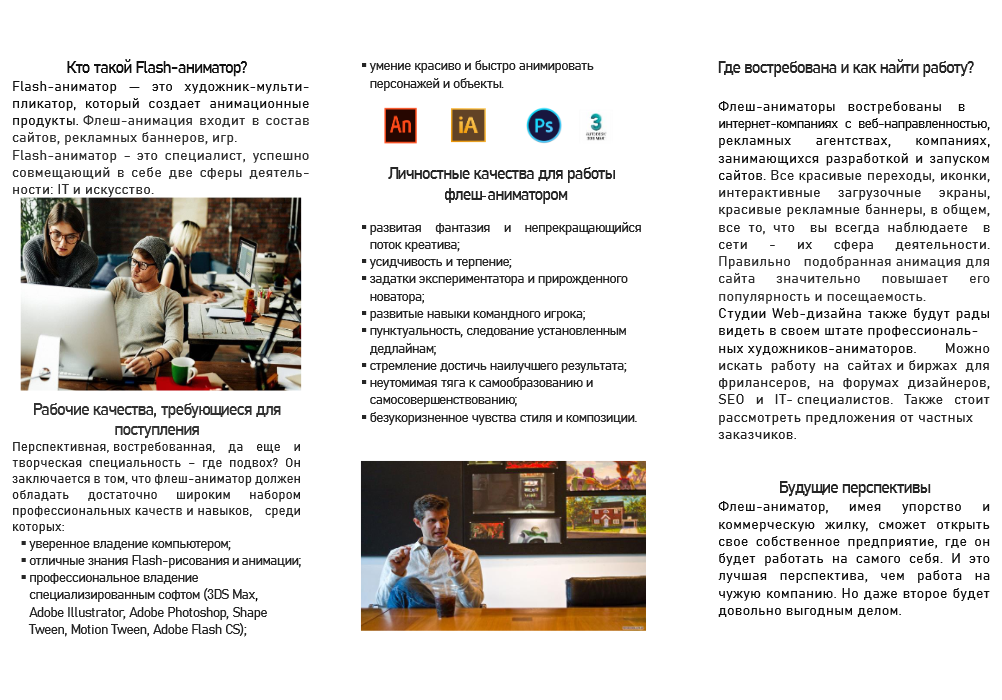 Кто такой Flash-аниматор?
Flash-аниматор — это художник-мульти-
пликатор, который создает анимационные
продукты. Флеш-анимация входит в состав
сайтов, рекламных баннеров, игр.
Flash-аниматор – это специалист, успешно
совмещающий в себе две сферы деятель-
ности: IT и искусство.
Рабочие качества, требующиеся для
поступления
Перспективная, востребованная, да еще и
творческая специальность – где подвох? Он
заключается в том, что флеш-аниматор должен
обладать достаточно широким набором
профессиональных качеств и навыков, среди
которых:
▪ уверенное владение компьютером;
▪ отличные знания Flash-рисования и анимации;
▪ профессиональное владение
специализированным софтом (3DS Max,
Adobe Illustrator, Adobe Photoshop, Shape
Tween, Motion Tween, Adobe Flash CS);
▪ умение красиво и быстро анимировать
персонажей и объекты.
An iA Ps 3
Личностные качества для работы
флеш-аниматором
▪ развитая фантазия и непрекращающийся
поток креатива;
▪ усидчивость и терпение;
▪ задатки экспериментатора и прирожденного
новатора;
▪ развитые навыки командного игрока;
▪ пунктуальность, следование установленным
дедлайнам;
▪ стремление достичь наилучшего результата;
▪ неутомимая тяга к самообразованию и
самосовершенствованию;
▪ безукоризненное чувства стиля и композиции.
Где востребована и как найти работу?
Флеш-аниматоры востребованы в
интернет-компаниях с веб-направленностью,
рекламных агентствах, компаниях,
занимающихся разработкой и запуском
сайтов. Все красивые переходы, иконки,
интерактивные загрузочные экраны,
красивые рекламные баннеры, в общем,
все то, что вы всегда наблюдаете в
сети – их сфера деятельности.
Правильно подобранная анимация для
сайта значительно повышает его
популярность и посещаемость.
Студии Web-дизайна также будут рады
видеть в своем штате профессиональ-
ных художников-аниматоров. Можно
искать работу на сайтах и биржах для
фрилансеров, на форумах дизайнеров,
SEO и IT- специалистов. Также стоит
рассмотреть предложения от частных
заказчиков.
Будущие перспективы
Флеш-аниматор, имея упорство и
коммерческую жилку, сможет открыть
свое собственное предприятие, где он
будет работать на самого себя. И это
лучшая перспектива, чем работа на
чужую компанию. Но даже второе будет
довольно выгодным делом.